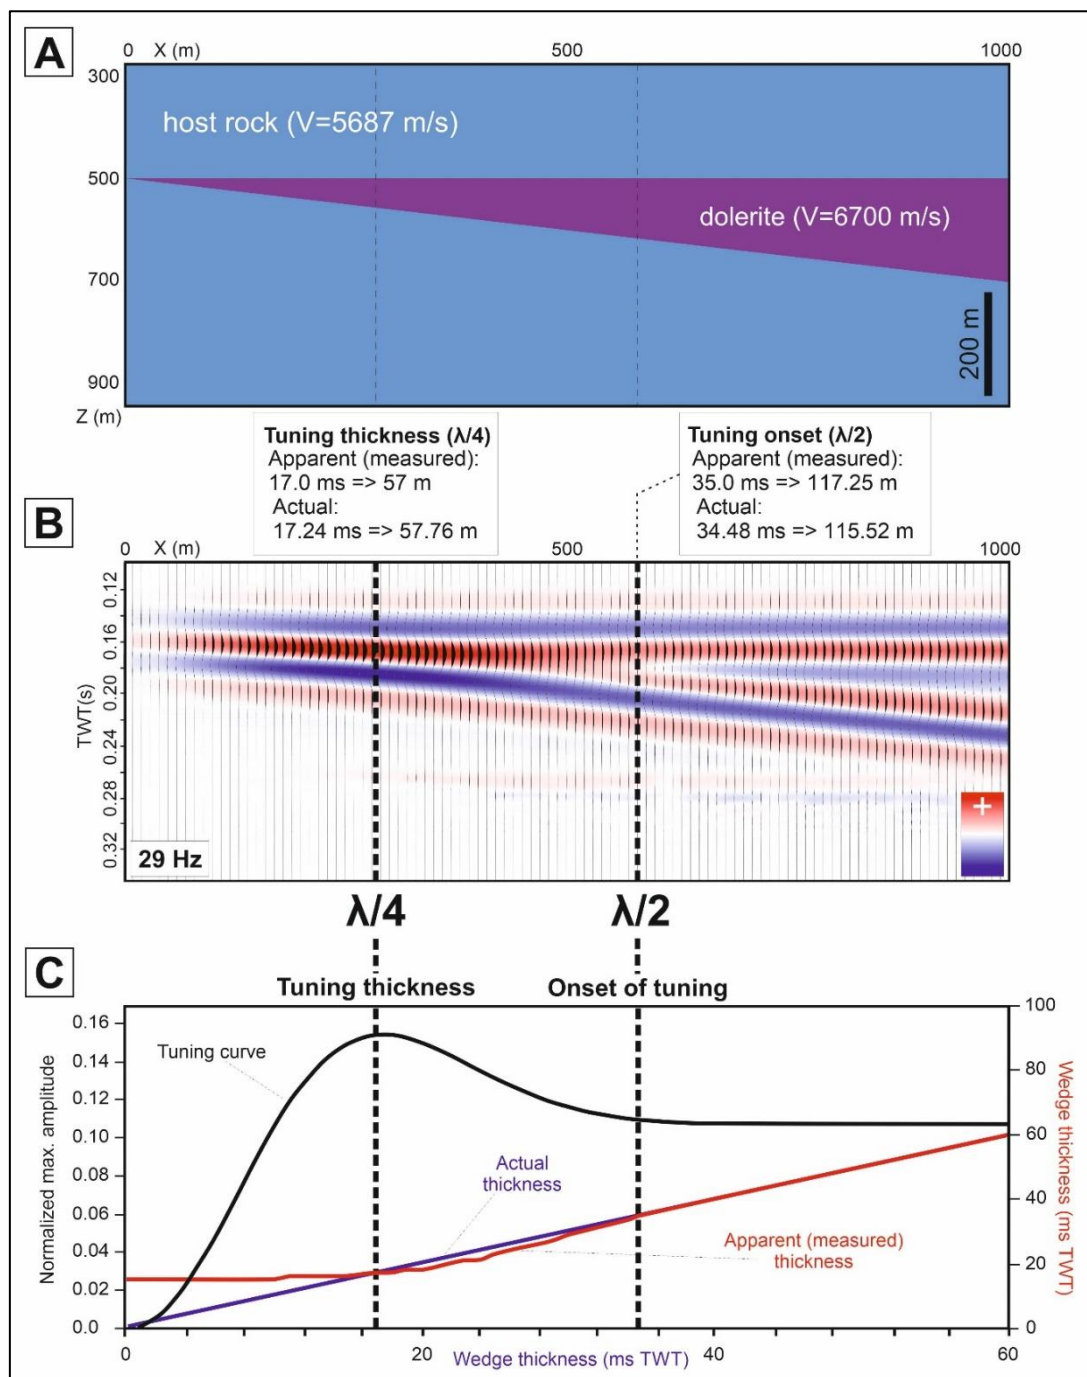 A
0 X (m) 500 1000
300
host rock (V=5687 m/s)
500
dolerite (V=6700 m/s)
700
200 m
900
Z (m)
Tuning thickness (λ/4)
Apparent (measured):
17.0 ms => 57 m
Actual:
17.24 ms => 57.76 m
Tuning onset (λ/2)
Apparent (measured):
35.0 ms => 117.25 m
Actual:
34.48 ms => 115.52 m
B
0 X (m) 500 1000
0.12
0.16
0.20
0.24
0.28
0.32
TWT(s)
+
29 Hz
λ/4 λ/2
C
Tuning thickness Onset of tuning
0.16
0.14
0.12
0.10
0.08
0.06
0.04
0.02
0.0
Normalized max. amplitude
Tuning curve
Actual
thickness
Apparent (measured)
thickness
100
80
60
40
20
0
Wedge thickness (ms TWT)
0 20 40 60
Wedge thickness (ms TWT)